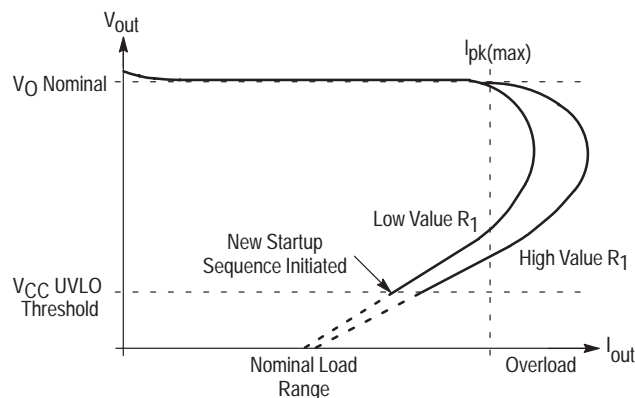 Vout
Ipk(max)
VO Nominal
Low Value R1
New Startup
Sequence Initiated
High Value R1
VCC UVLO
Threshold
Iout
Nominal Load
Range
Overload